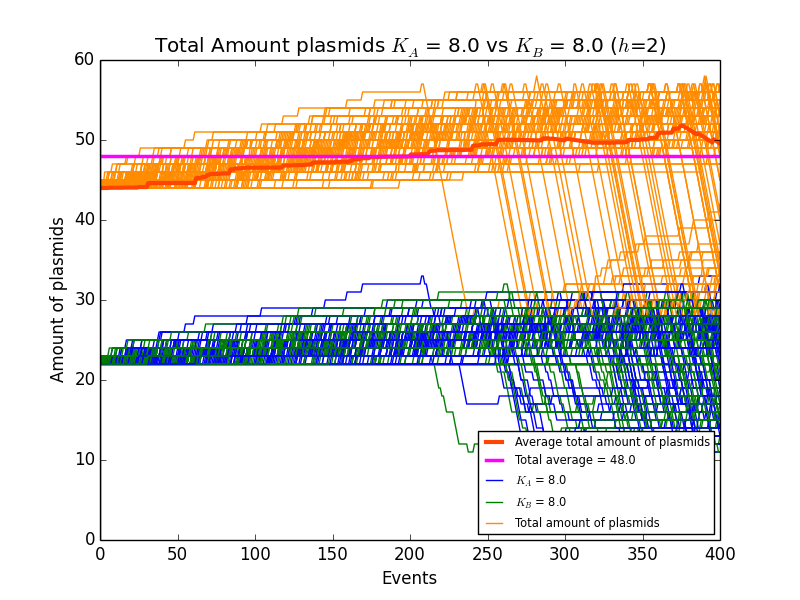 Total Amount plasmids K_A = 8.0 vs K_B = 8.0 (h=2)
60
50
40
30
20
10
0
Amount of plasmids
Average total amount of plasmids
Total average = 48.0
K_A = 8.0
K_B = 8.0
Total amount of plasmids
0 50 100 150 200 250 300 350 400
Events